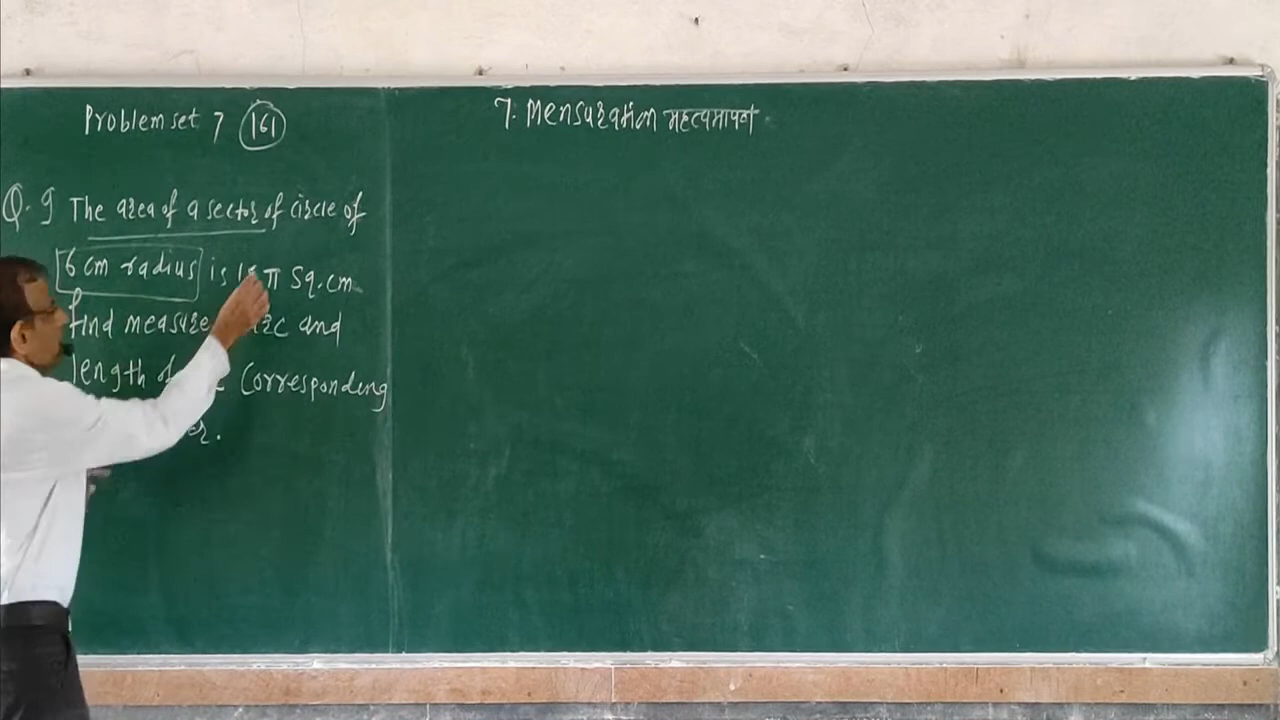 Problem set 7 161
7. Mensuration महत्वमापन
Q. 9 The area of a sector of circle of
6 cm radius is π Sq.cm.
find measure arc and
length of corresponding